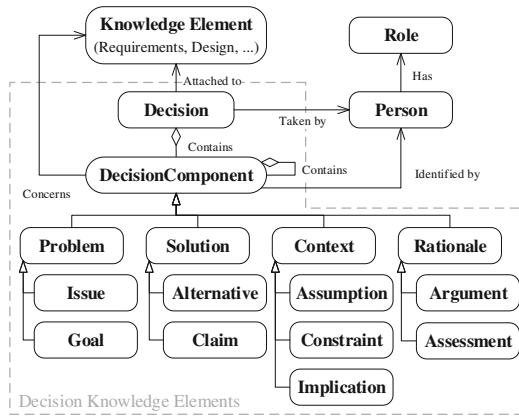 Knowledge Element
(Requirements, Design, ...)
Role
Attached to
Has
Decision
Taken by
Person
Contains
DecisionComponent
Contains
Identified by
Concerns
Problem
Solution
Context
Rationale
Issue
Alternative
Assumption
Argument
Goal
Claim
Constraint
Assessment
Implication
Decision Knowledge Elements